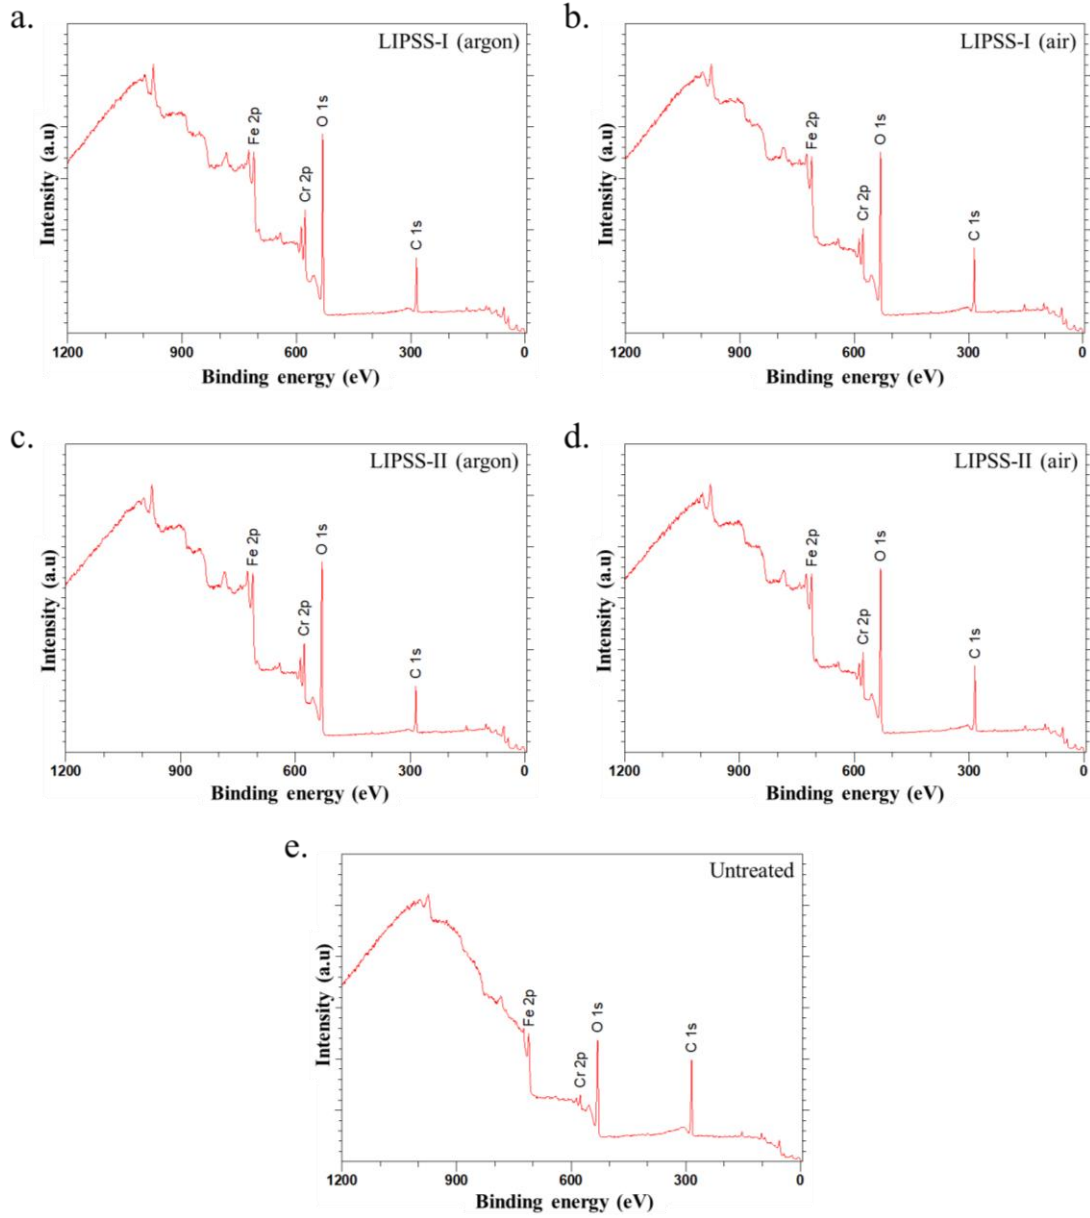 a.
LIPSS-I (argon)
Intensity (a.u)
Fe 2p
Cr 2p
O 1s
C 1s
1200 900 600 300 0
Binding energy (eV)
b.
LIPSS-I (air)
Intensity (a.u)
Fe 2p
Cr 2p
O 1s
C 1s
1200 900 600 300 0
Binding energy (eV)
c.
LIPSS-II (argon)
Intensity (a.u)
Fe 2p
Cr 2p
O 1s
C 1s
1200 900 600 300 0
Binding energy (eV)
d.
LIPSS-II (air)
Intensity (a.u)
Fe 2p
Cr 2p
O 1s
C 1s
1200 900 600 300 0
Binding energy (eV)
e.
Untreated
Intensity (a.u)
Fe 2p
Cr 2p
O 1s
C 1s
1200 900 600 300 0
Binding energy (eV)